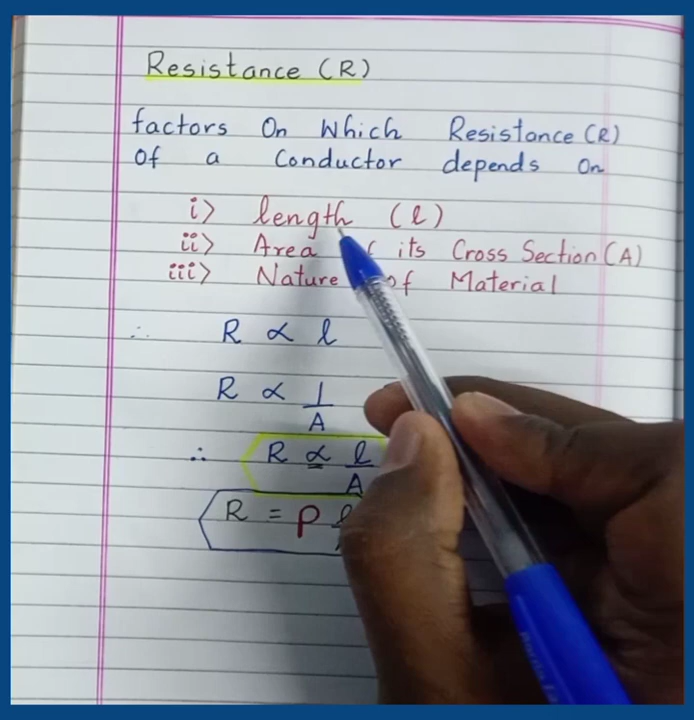 Resistance (R)
factors On Which Resistance (R)
Of a Conductor depends On
i> length (l)
ii> Area its Cross Section (A)
iii> Nature of Material
∴ R ∝ l
R ∝ 1/A
∴ R ∝ l/A
R = ρ l